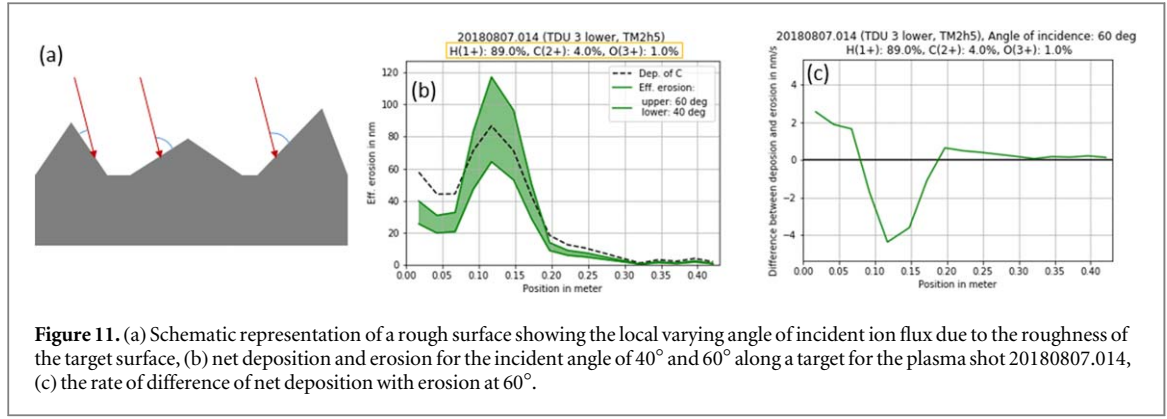 (a)
20180807.014 (TDU 3 lower, TM2h5)
H(1+): 89.0%, C(2+): 4.0%, O(3+): 1.0%
(b)
Dep. of C
Eff. erosion:
upper: 60 deg
lower: 40 deg
Eff. erosion in nm
120
100
80
60
40
20
0
0.00 0.05 0.10 0.15 0.20 0.25 0.30 0.35 0.40
Position in meter
20180807.014 (TDU 3 lower, TM2h5), Angle of incidence: 60 deg
H(1+): 89.0%, C(2+): 4.0%, O(3+): 1.0%
(c)
Difference between depostion and erosion in nm/s
4
2
0
−2
−4
0.00 0.05 0.10 0.15 0.20 0.25 0.30 0.35 0.40
Position in meter
Figure 11. (a) Schematic representation of a rough surface showing the local varying angle of incident ion flux due to the roughness of
the target surface, (b) net deposition and erosion for the incident angle of 40° and 60° along a target for the plasma shot 20180807.014,
(c) the rate of difference of net deposition with erosion at 60°.